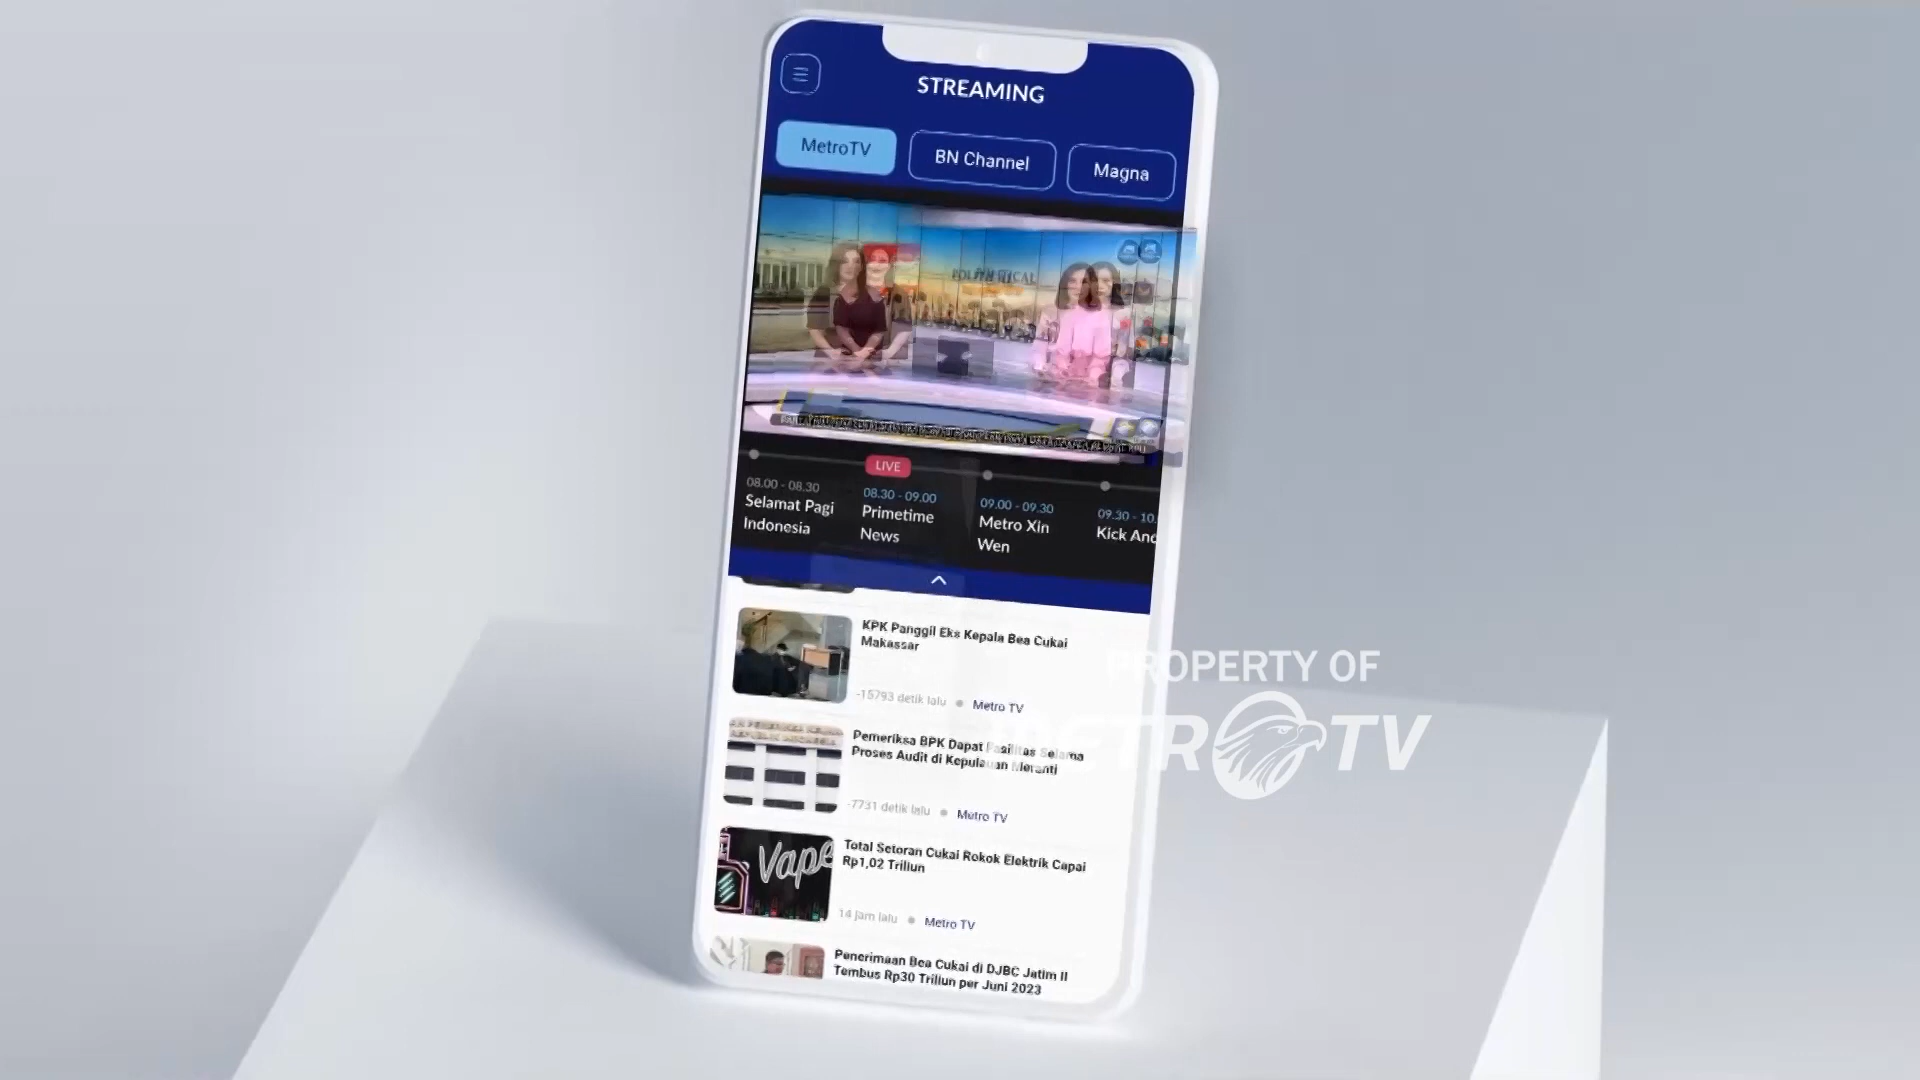 STREAMING
MetroTV
BN Channel
Magna
LIVE
08.00 - 08.30
Selamat Pagi
Indonesia
08.30 - 09.00
Primetime
News
09.00 - 09.30
Metro Xin
Wen
09.30 - 10.
Kick And
KPK Panggil Eks Kepala Bea Cukai
Makassar
-15793 detik lalu • Metro TV
Pemeriksa BPK Dapat Fasilitas Selama
Proses Audit di Kepulauan Meranti
-7731 detik lalu • Metro TV
Vape
Total Setoran Cukai Rokok Elektrik Capai
Rp1,02 Triliun
14 jam lalu • Metro TV
Penerimaan Bea Cukai di DJBC Jatim II
Tembus Rp30 Triliun per Juni 2023
PROPERTY OF
METRO TV